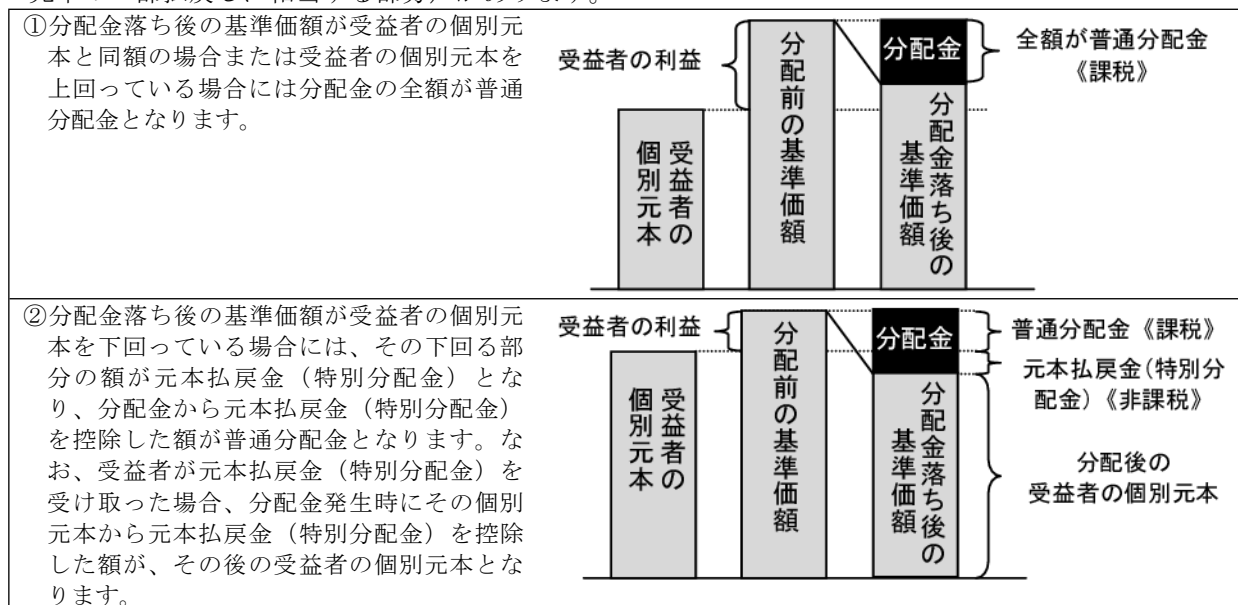 ①分配金落ち後の基準価額が受益者の個別元
本と同額の場合または受益者の個別元本を
上回っている場合には分配金の全額が普通
分配金となります。
受益者の利益
受益者の
個別元本
分配前の基準価額
分配金
分配金落ち後の
基準価額
全額が普通分配金
《課税》
②分配金落ち後の基準価額が受益者の個別元
本を下回っている場合には、その下回る部
分の額が元本払戻金（特別分配金）とな
り、分配金から元本払戻金（特別分配金）
を控除した額が普通分配金となります。な
お、受益者が元本払戻金（特別分配金）を
受け取った場合、分配金発生時にその個別
元本から元本払戻金（特別分配金）を控除
した額が、その後の受益者の個別元本とな
ります。
受益者の利益
受益者の
個別元本
分配前の基準価額
分配金
分配金落ち後の
基準価額
普通分配金《課税》
元本払戻金(特別分
配金)《非課税》
分配後の
受益者の個別元本